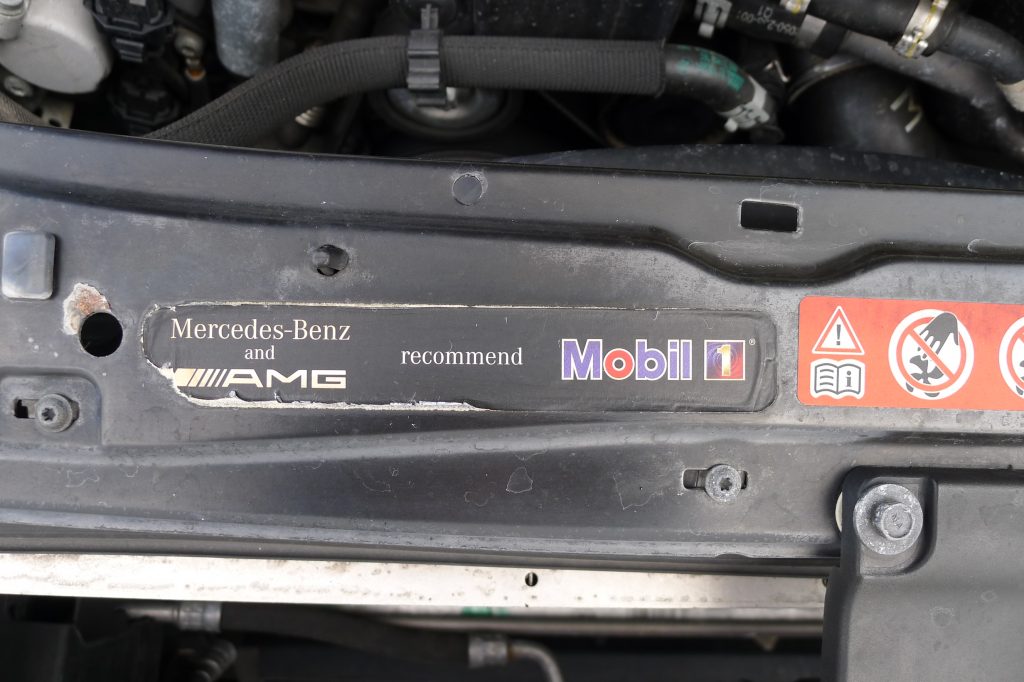 Mercedes-Benz
and
AMG
recommend
Mobil 1